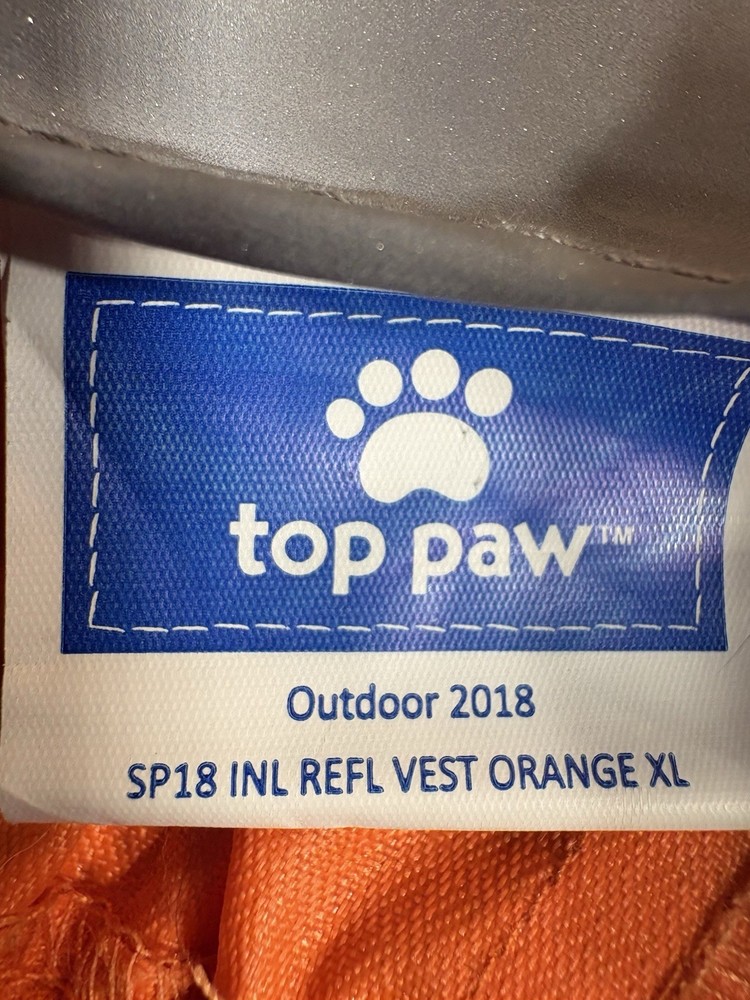 top paw™
Outdoor 2018
SP18 INL REFL VEST ORANGE XL